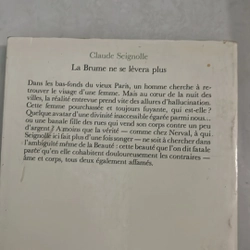 Claude Seignolle
La Brume ne se lèvera plus
Dans les bas-fonds du vieux Paris, un homme cherche à re-
trouver le visage d'une femme. Mais au cœur de la nuit des
villes, la réalité entrevue prend vite des allures d'hallucination.
Cette femme pourchassée et toujours fuyante, qui est-elle ?
Quelque avatar d'une divinité inaccessible égarée parmi nous...
ou une banale fille des rues qui vend son corps contre un peu
d'argent ? A moins que la vérité — comme chez Nerval, à qui
Seignolle ici fait plus d'une fois songer — ne soit à chercher dans
l'ambiguïté même de la Beauté : cette beauté que l'on dit fatale
parce qu'en elle cohabitent douloureusement les contraires —
âme et corps, tous deux également affamés.